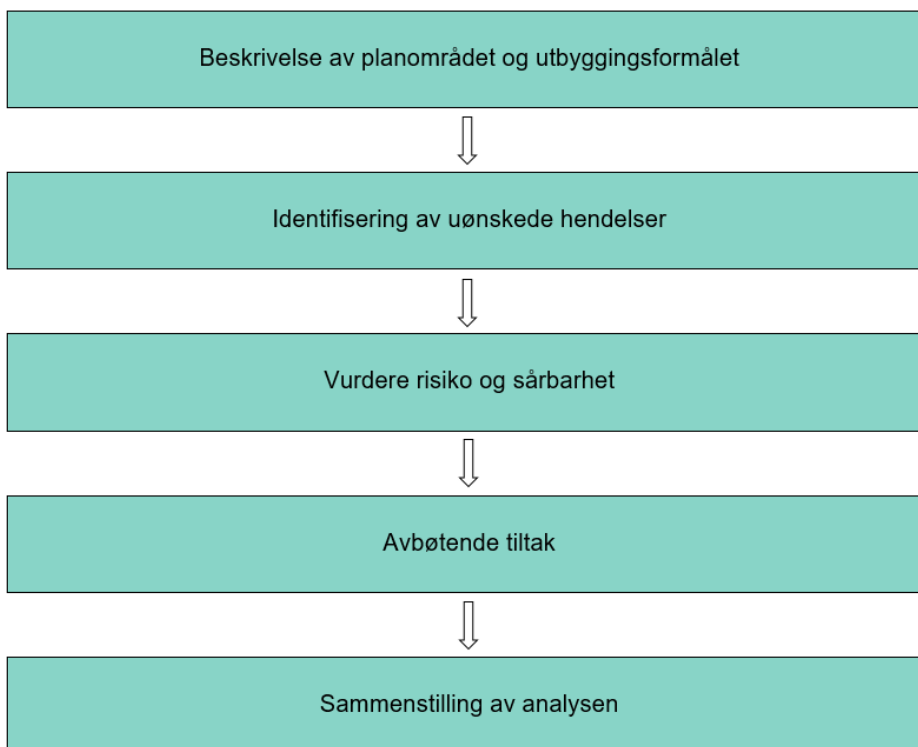 Beskrivelse av planområdet og utbyggingsformålet
Identifisering av uønskede hendelser
Vurdere risiko og sårbarhet
Avbøtende tiltak
Sammenstilling av analysen